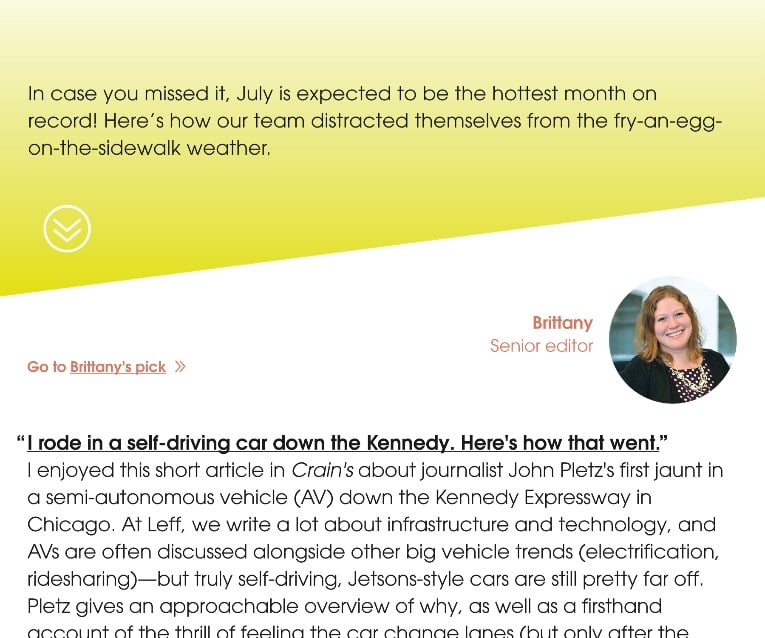 In case you missed it, July is expected to be the hottest month on
record! Here's how our team distracted themselves from the fry-an-egg-
on-the-sidewalk weather.
Brittany
Senior editor
Go to Brittany's pick
“I rode in a self-driving car down the Kennedy. Here's how that went.”
I enjoyed this short article in Crain's about journalist John Pletz's first jaunt in
a semi-autonomous vehicle (AV) down the Kennedy Expressway in
Chicago. At Leff, we write a lot about infrastructure and technology, and
AVs are often discussed alongside other big vehicle trends (electrification,
ridesharing)—but truly self-driving, Jetsons-style cars are still pretty far off.
Pletz gives an approachable overview of why, as well as a firsthand
account of the thrill of feeling the car change lanes (but only after the